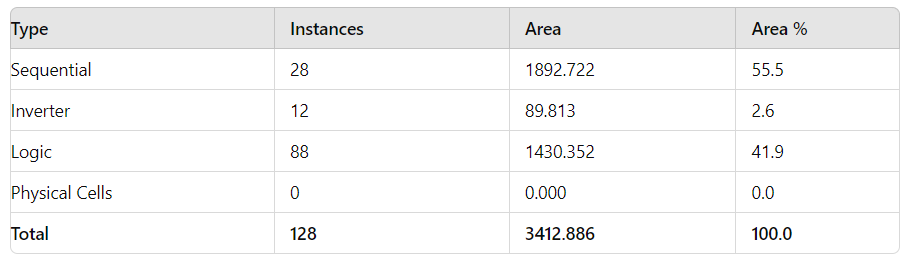 Type Instances Area Area %
Sequential 28 1892.722 55.5
Inverter 12 89.813 2.6
Logic 88 1430.352 41.9
Physical Cells 0 0.000 0.0
Total 128 3412.886 100.0